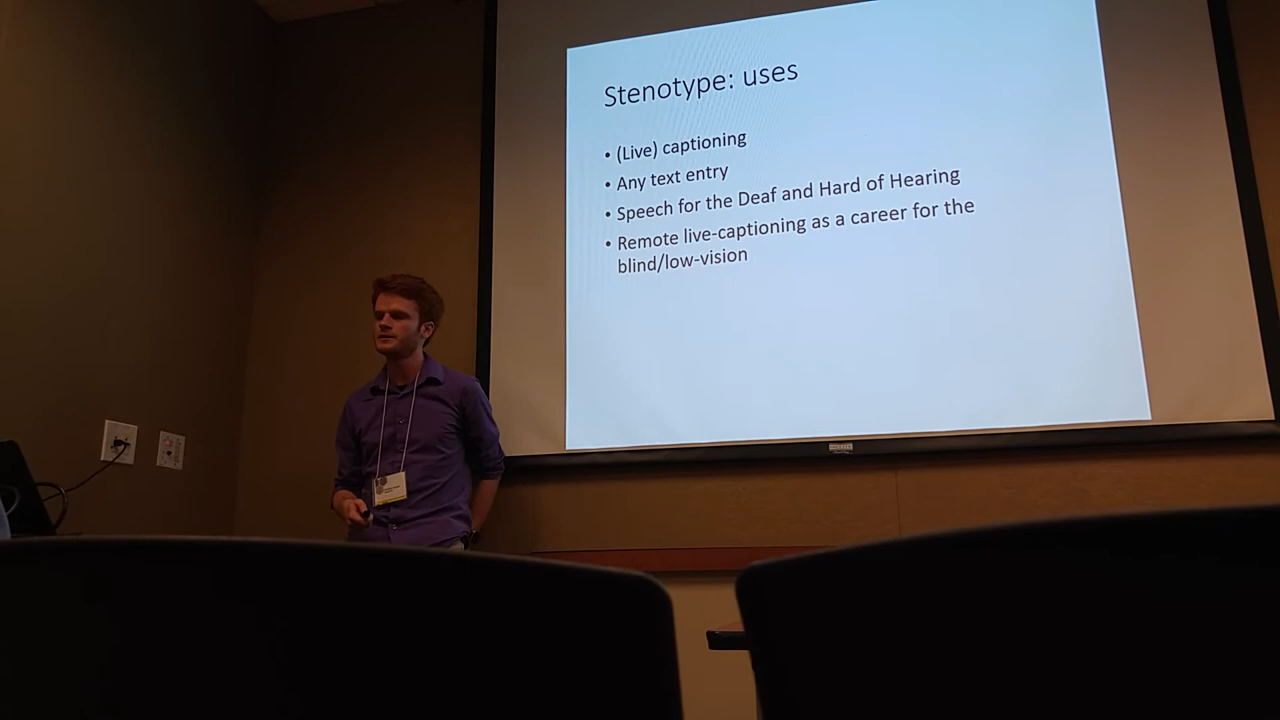 Stenotype: uses
• (Live) captioning
• Any text entry
• Speech for the Deaf and Hard of Hearing
• Remote live-captioning as a career for the
blind/low-vision